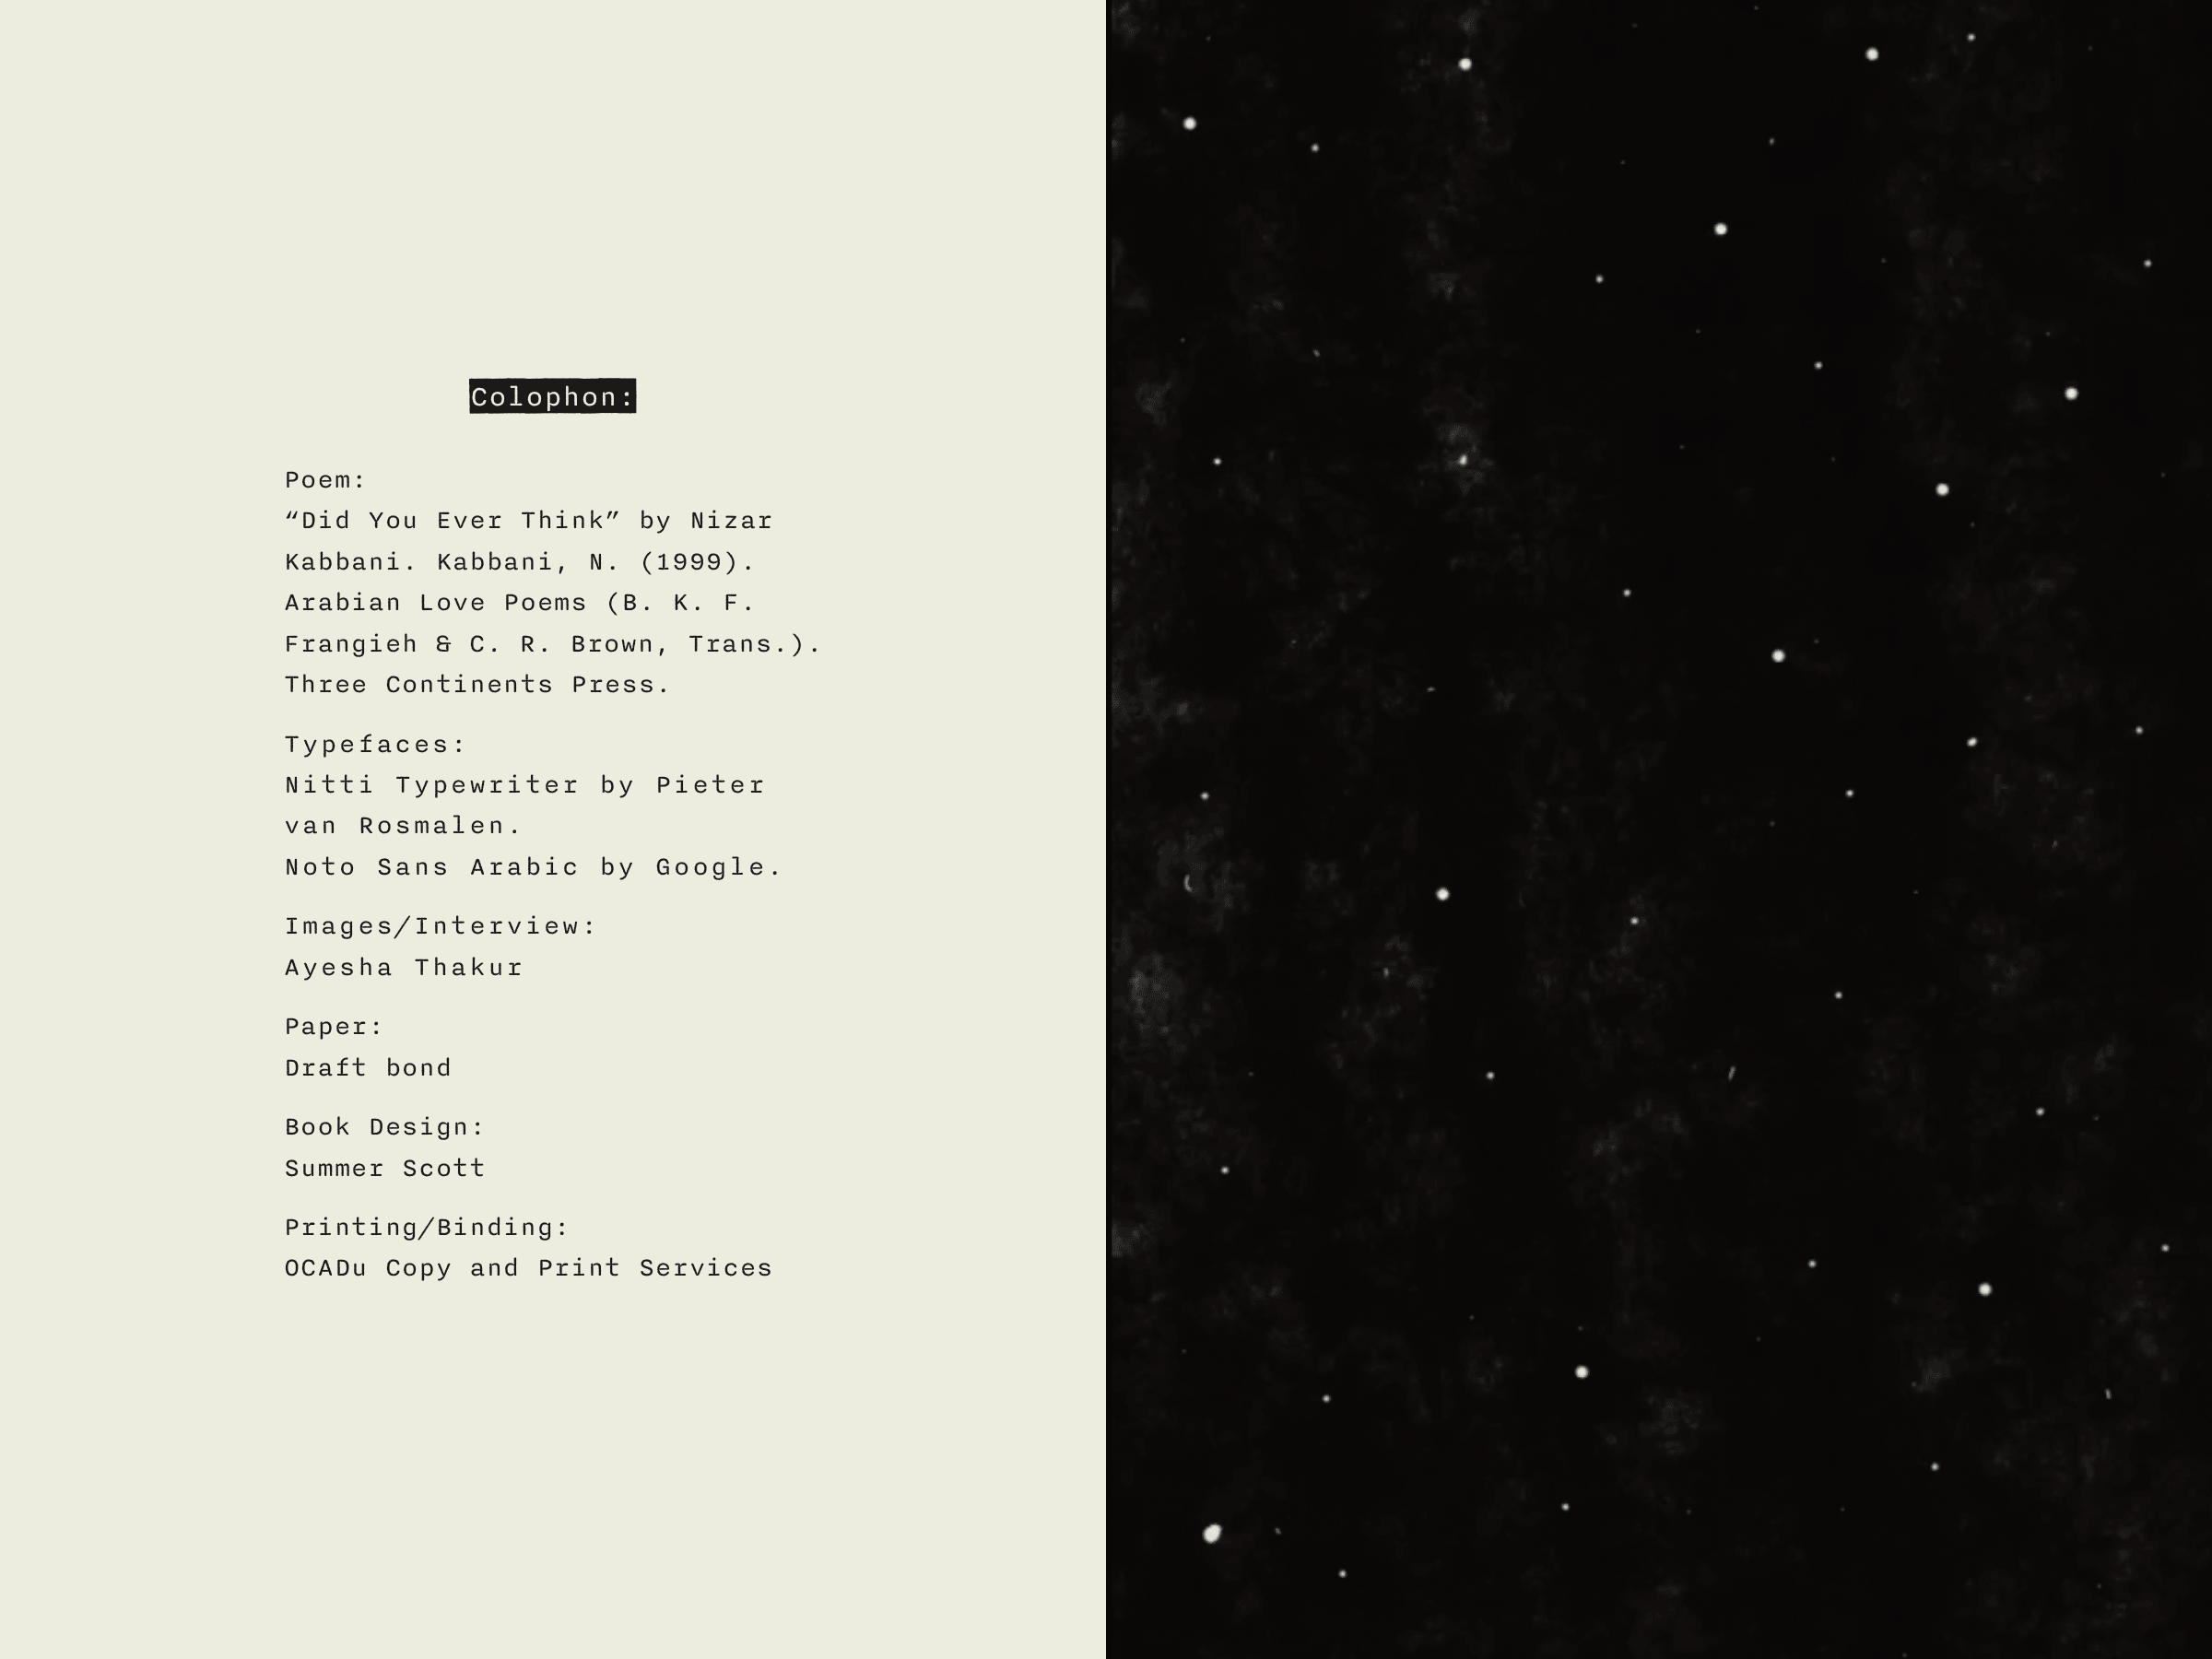 Colophon:
Poem:
“Did You Ever Think” by Nizar
Kabbani. Kabbani, N. (1999).
Arabian Love Poems (B. K. F.
Frangieh & C. R. Brown, Trans.).
Three Continents Press.
Typefaces:
Nitti Typewriter by Pieter
van Rosmalen.
Noto Sans Arabic by Google.
Images/Interview:
Ayesha Thakur
Paper:
Draft bond
Book Design:
Summer Scott
Printing/Binding:
OCADu Copy and Print Services